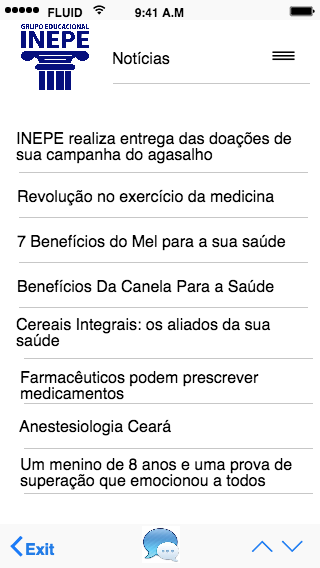 FLUID 9:41 A.M
GRUPO EDUCACIONAL
INEPE
Notícias
INEPE realiza entrega das doações de
sua campanha do agasalho
Revolução no exercício da medicina
7 Benefícios do Mel para a sua saúde
Benefícios Da Canela Para a Saúde
Cereais Integrais: os aliados da sua
saúde
Farmacêuticos podem prescrever
medicamentos
Anestesiologia Ceará
Um menino de 8 anos e uma prova de
superação que emocionou a todos
Exit